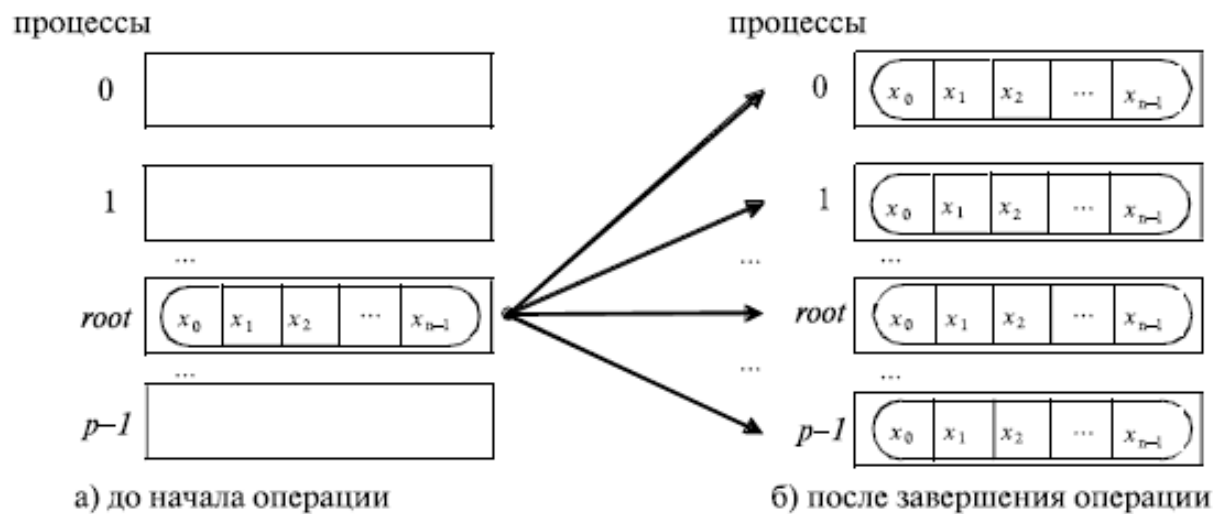 процессы процессы
0 0 x₀ x₁ x₂ ... xₙ₋₁
1 1 x₀ x₁ x₂ ... xₙ₋₁
... ... ...
root x₀ x₁ x₂ ... xₙ₋₁ root x₀ x₁ x₂ ... xₙ₋₁
... ... ...
p–1 p–1 x₀ x₁ x₂ ... xₙ₋₁
а) до начала операции б) после завершения операции